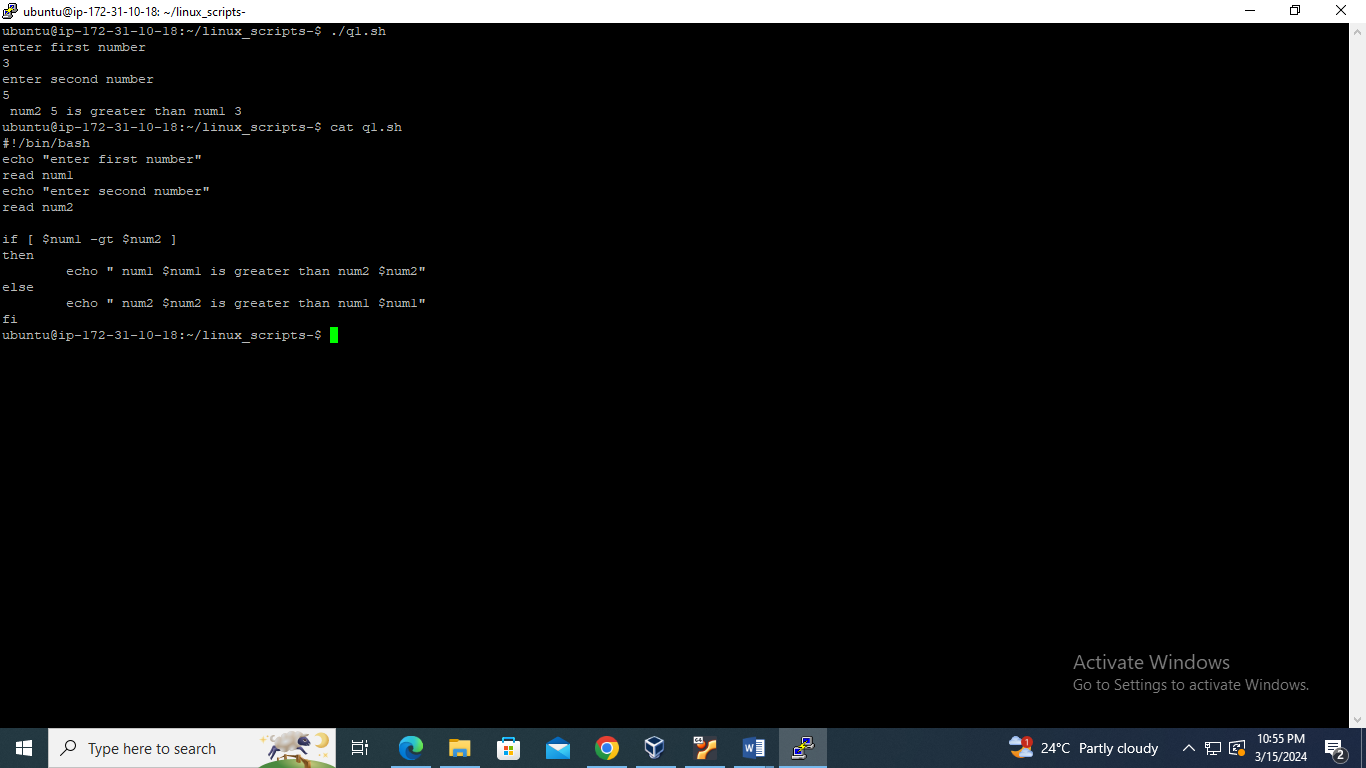 ubuntu@ip-172-31-10-18: ~/linux_scripts-
ubuntu@ip-172-31-10-18:~/linux_scripts-$ ./q1.sh
enter first number
3
enter second number
5
 num2 5 is greater than num1 3
ubuntu@ip-172-31-10-18:~/linux_scripts-$ cat q1.sh
#!/bin/bash
echo "enter first number"
read num1
echo "enter second number"
read num2

if [ $num1 -gt $num2 ]
then
        echo " num1 $num1 is greater than num2 $num2"
else
        echo " num2 $num2 is greater than num1 $num1"
fi
ubuntu@ip-172-31-10-18:~/linux_scripts-$
Activate Windows
Go to Settings to activate Windows.
Type here to search
64
W
1
24°C Partly cloudy
10:55 PM
3/15/2024
2